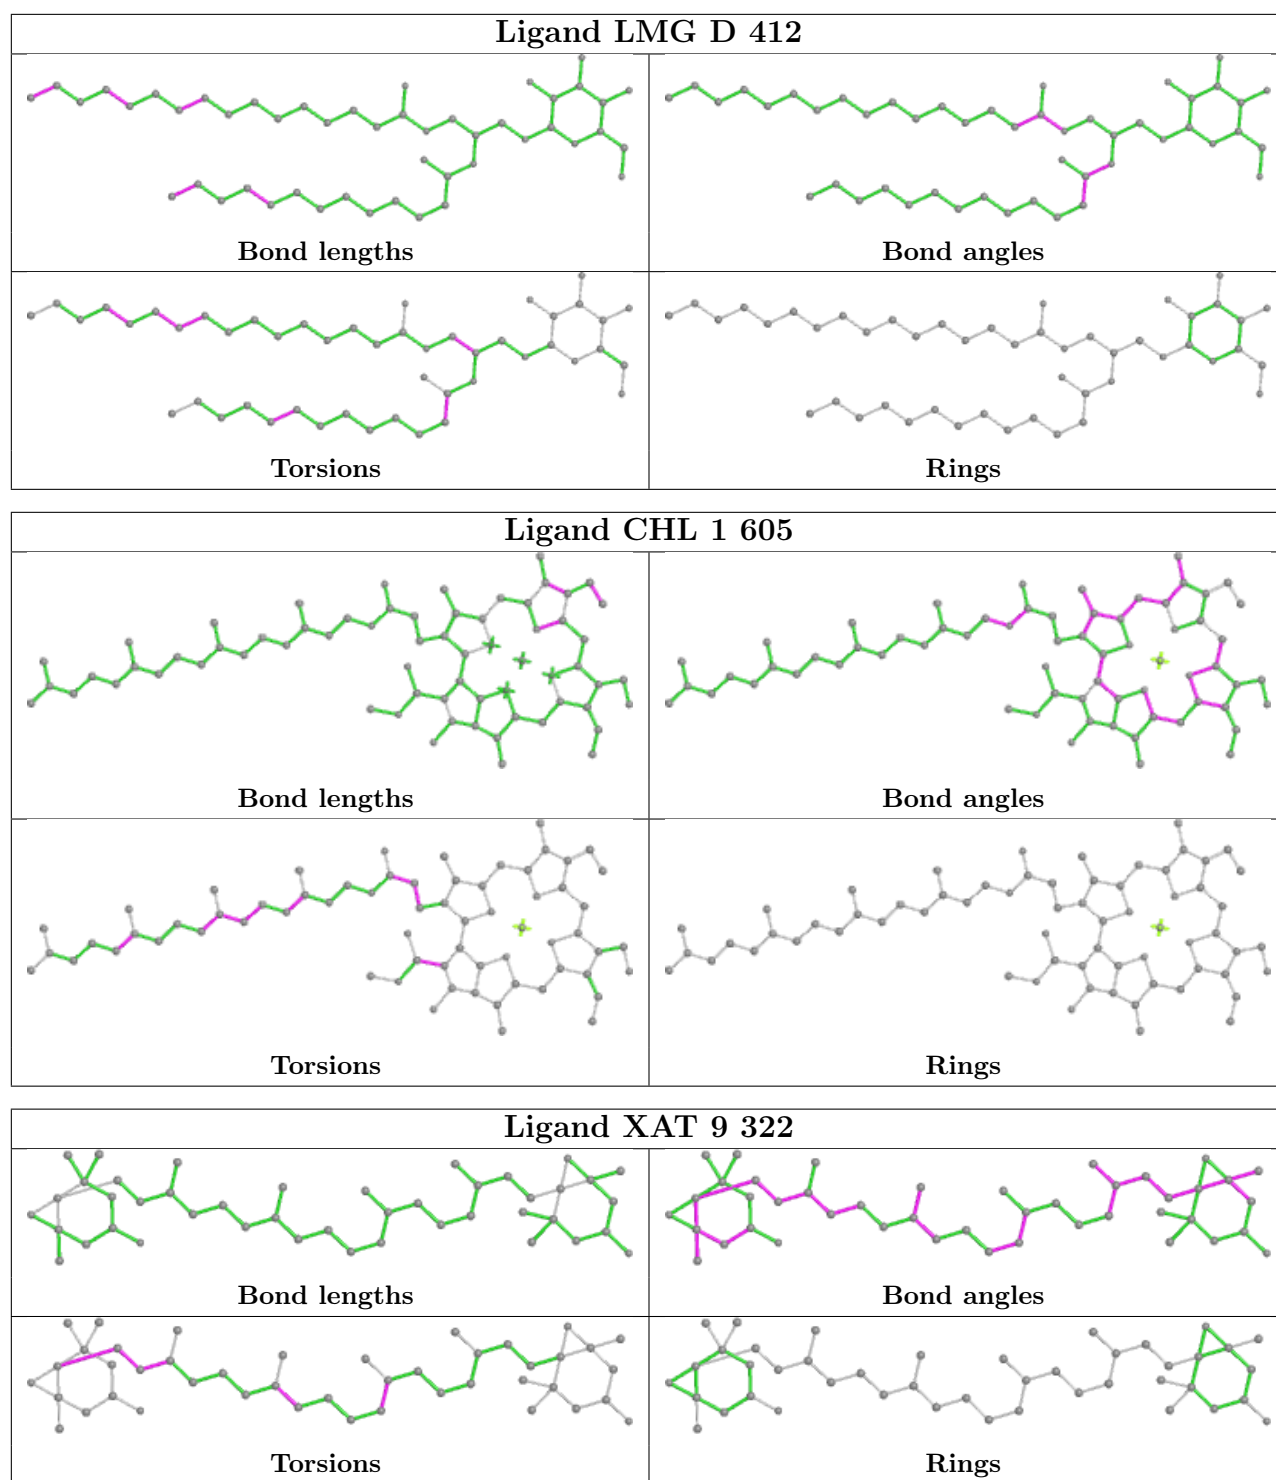 Ligand LMG D 412
Bond lengths
Bond angles
Torsions
Rings
Ligand CHL 1 605
Bond lengths
Bond angles
Torsions
Rings
Ligand XAT 9 322
Bond lengths
Bond angles
Torsions
Rings